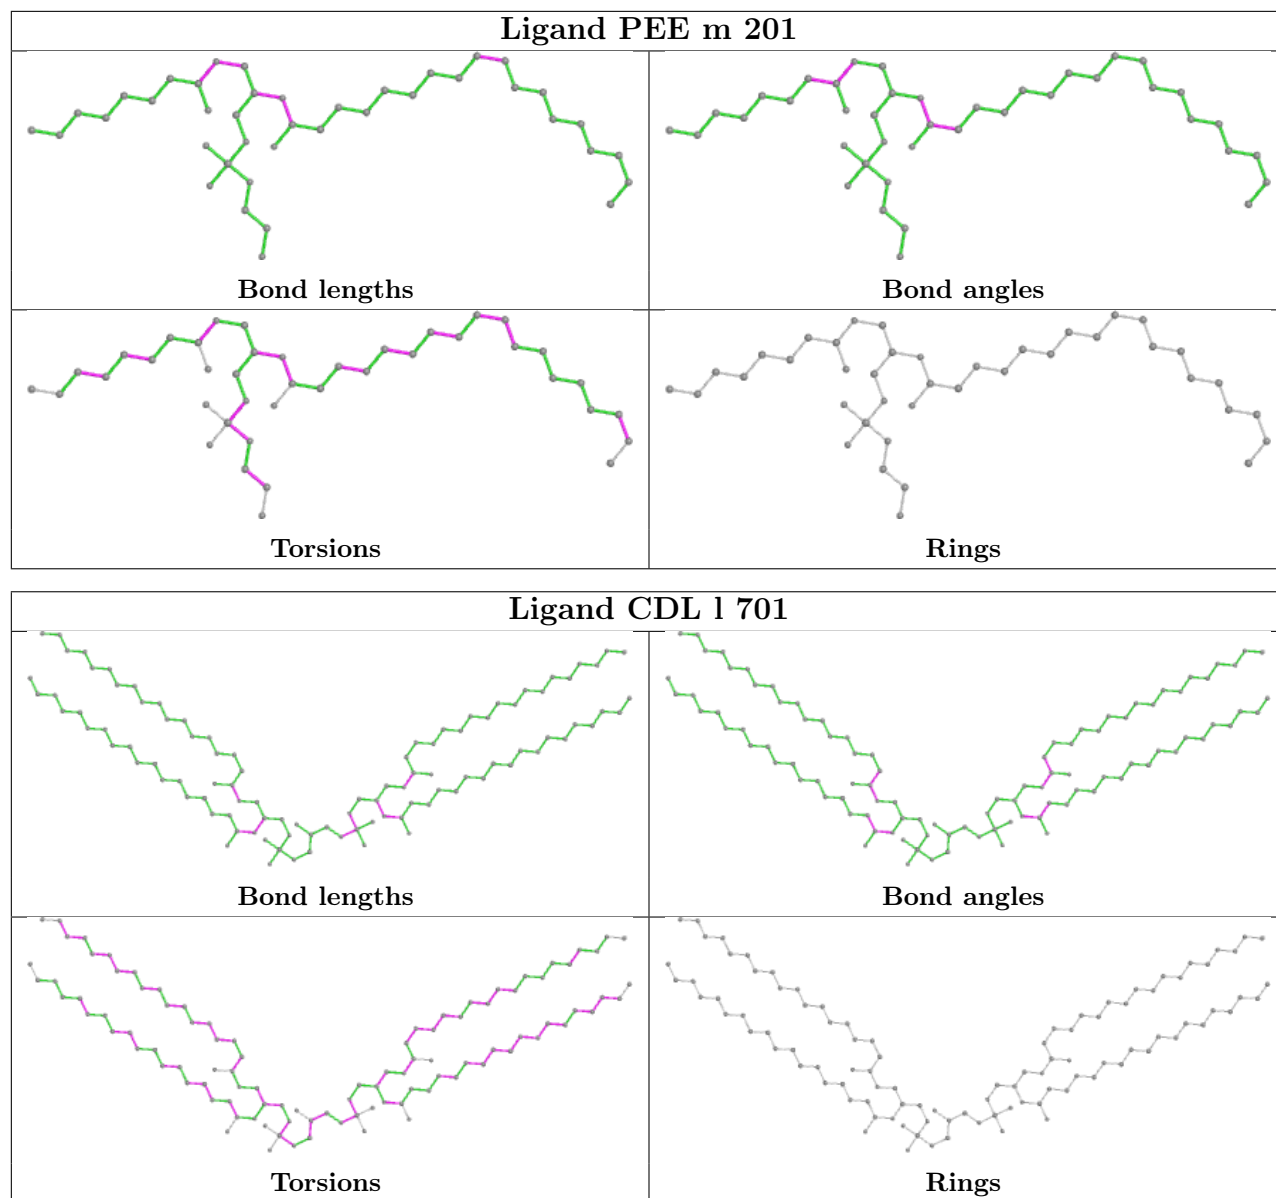 Ligand PEE m 201
Bond lengths
Bond angles
Torsions
Rings
Ligand CDL l 701
Bond lengths
Bond angles
Torsions
Rings